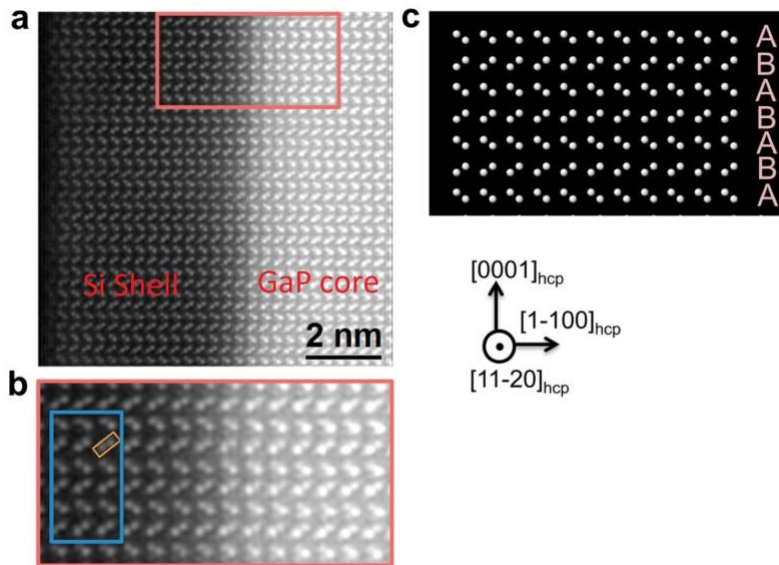 a
Si Shell
GaP core
2 nm
b
c
A
B
A
B
A
B
A
[0001]hcp
[1-100]hcp
[11-20]hcp